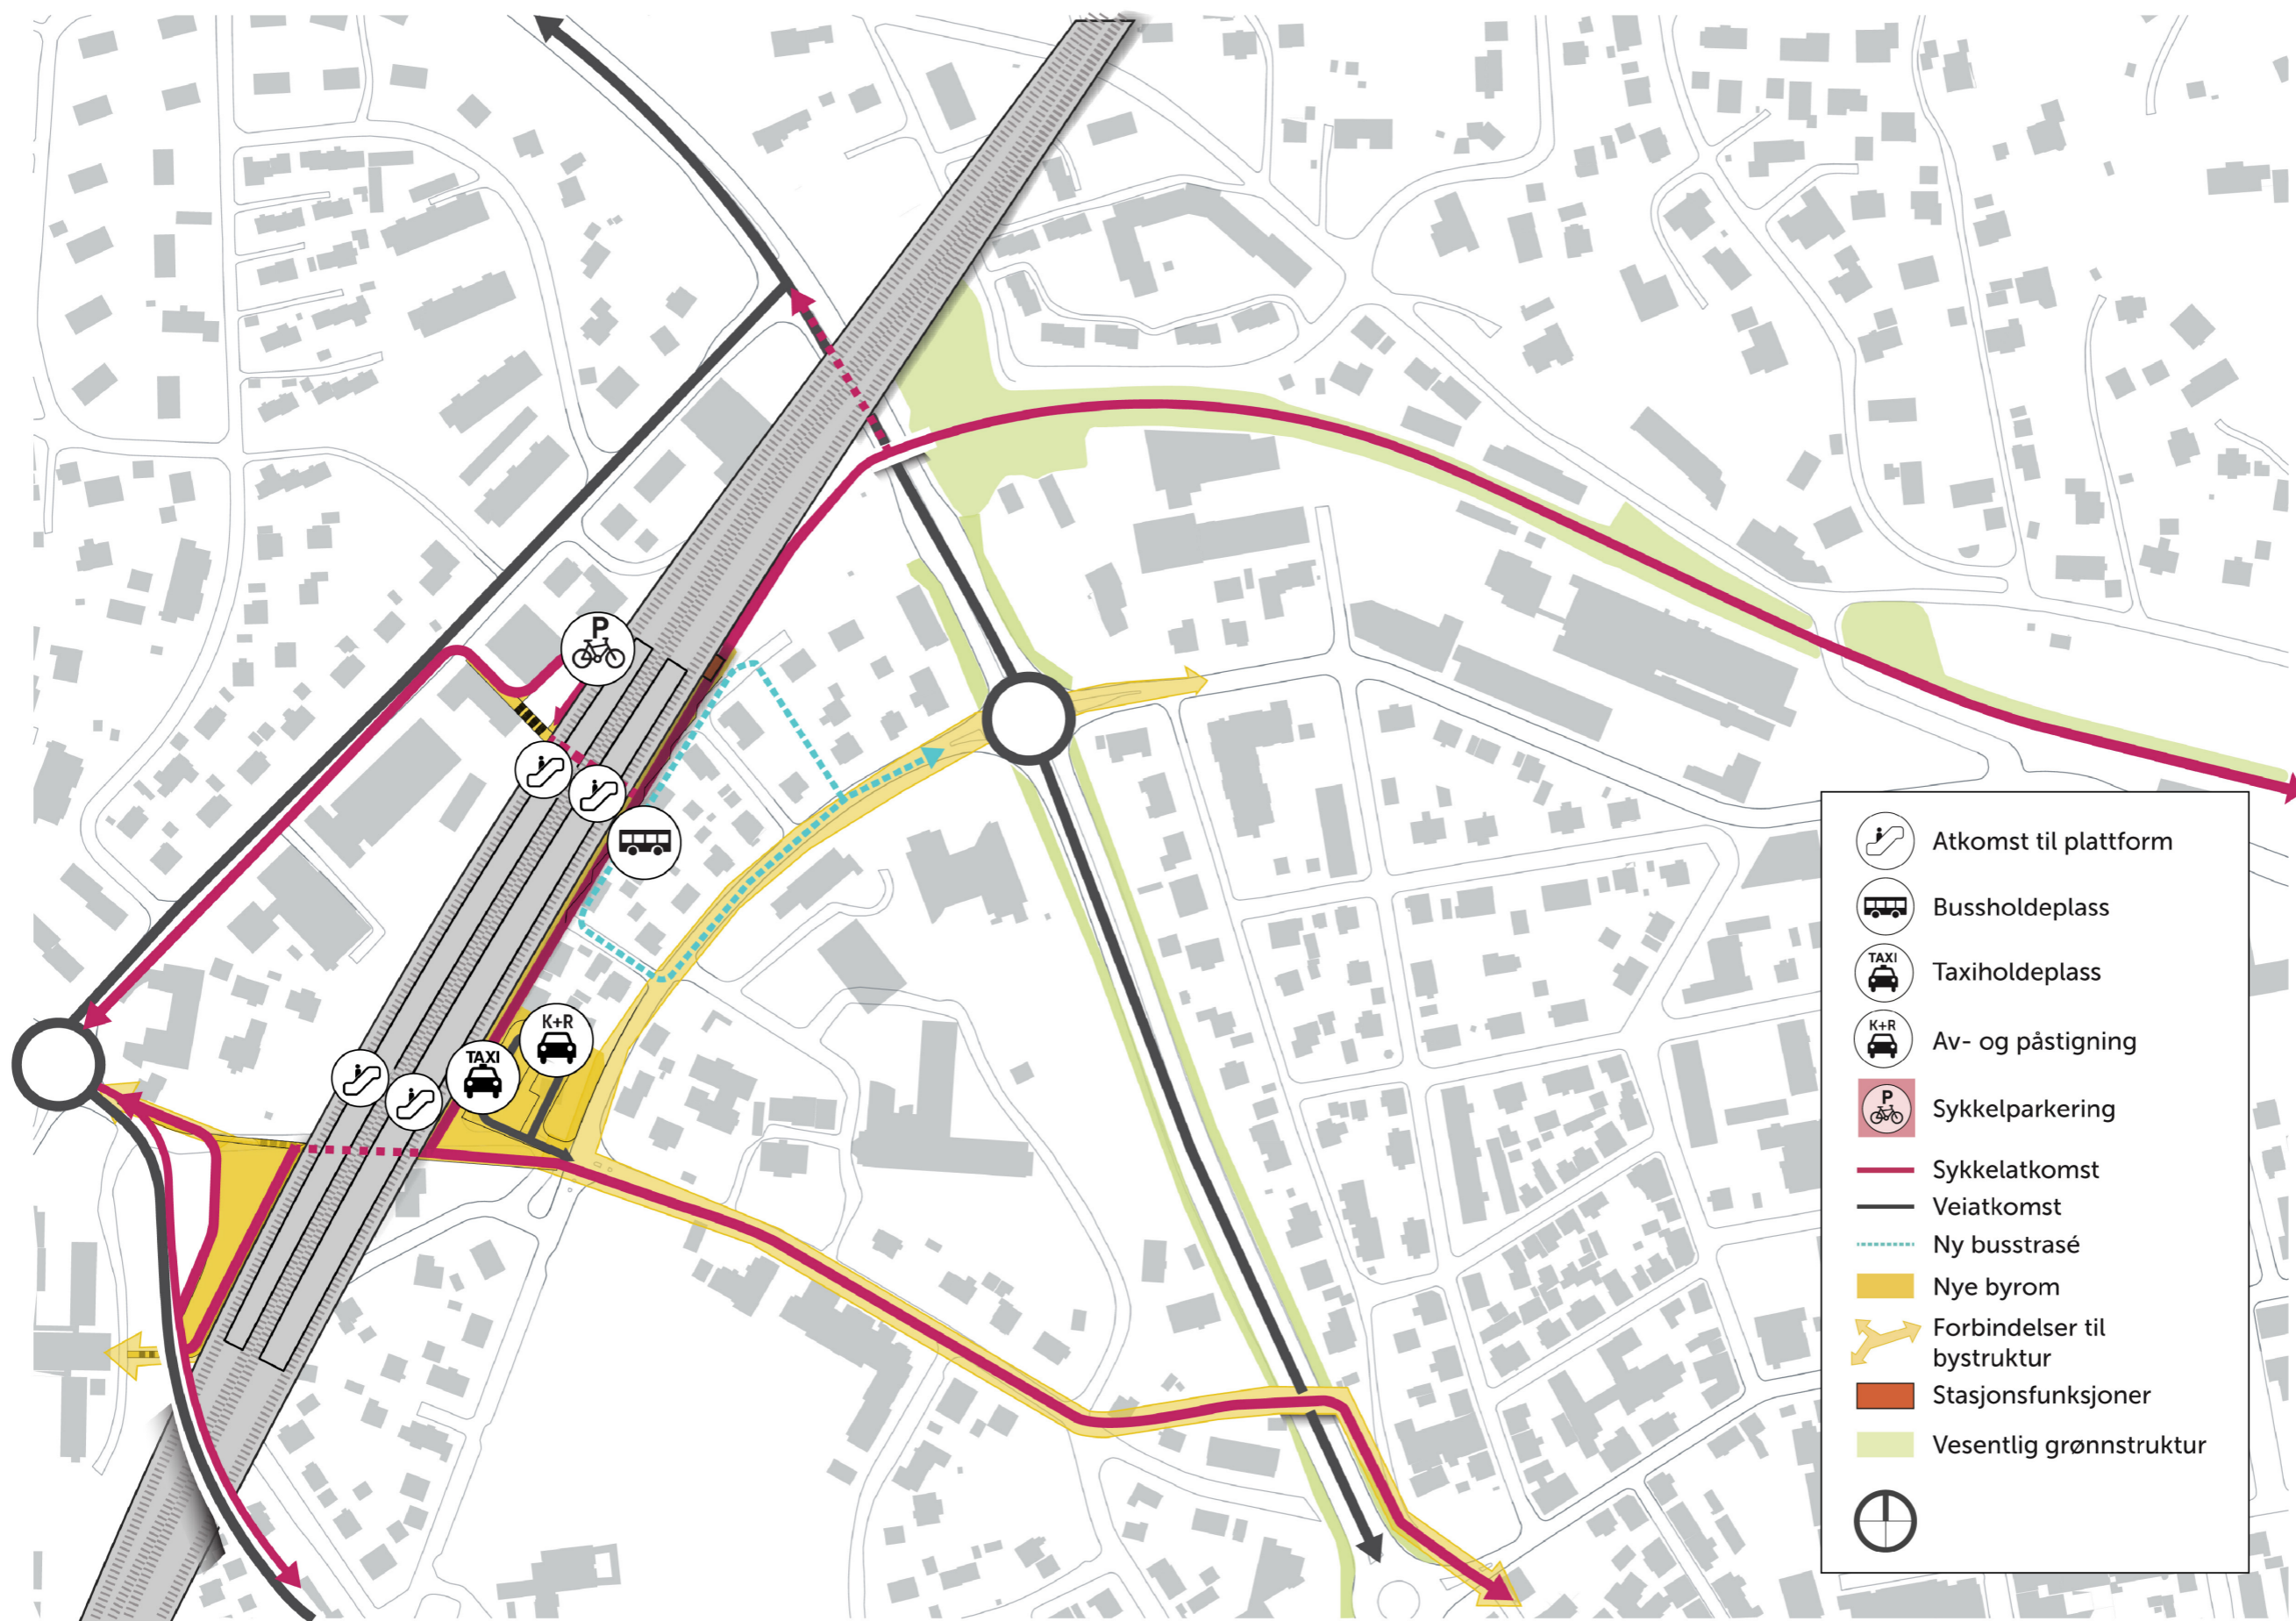 P
K+R
TAXI
Atkomst til plattform
Bussholdeplass
TAXI
Taxiholdeplass
K+R
Av- og påstigning
P
Sykkelparkering
Sykkelatkomst
Veiatkomst
Ny busstrasé
Nye byrom
Forbindelser til
bystruktur
Stasjonsfunksjoner
Vesentlig grønnstruktur